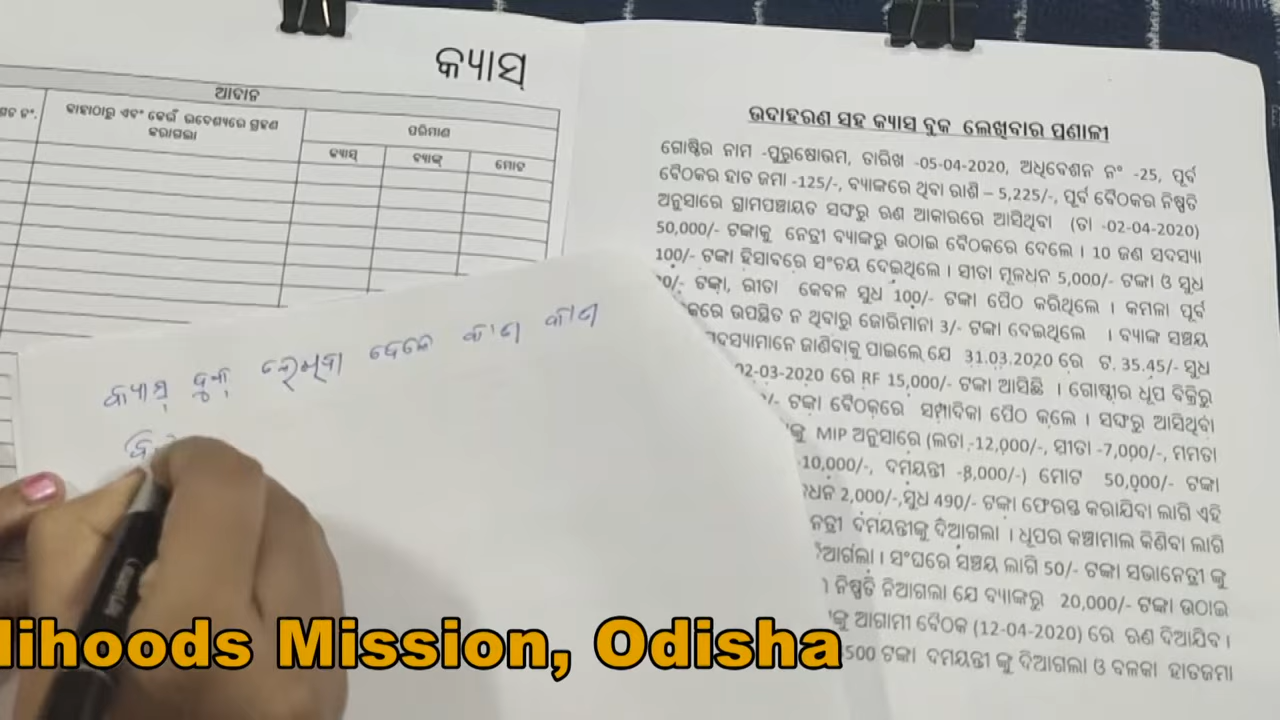 କ୍ୟାସ୍
ଆଦାନ
କାହାଠାରୁ ଏବଂ କେଉଁ ଉଦ୍ଦେଶ୍ୟରେ ଗ୍ରହଣ
କରାଗଲା
ପରିମାଣ
କ୍ୟାସ୍ ବ୍ୟାଙ୍କ୍ ମୋଟ
ଉଦାହରଣ ସହ କ୍ୟାସ ବୁକ ଲେଖିବାର ପ୍ରଣାଳୀ
ଗୋଷ୍ଠିର ନାମ -ପୁରୁଷୋତ୍ତମ, ତାରିଖ -05-04-2020, ଅଧିବେଶନ ନଂ -25, ପୂର୍ବ
ବୈଠକର ହାତ ଜମା -125/-, ବ୍ୟାଙ୍କରେ ଥିବା ରାଶି – 5,225/-, ପୂର୍ବ ବୈଠକର ନିଷ୍ପତି
ଅନୁସାରେ ଗ୍ରାମପଞ୍ଚାୟତ ସଙ୍ଘରୁ ଋଣ ଆକାରରେ ଆସିଥିବା (ତା -02-04-2020)
50,000/- ଟଙ୍କାକୁ ନେତ୍ରୀ ବ୍ୟାଙ୍କରୁ ଉଠାଇ ବୈଠକରେ ଦେଲେ । 10 ଜଣ ସଦସ୍ୟା
100/- ଟଙ୍କା ହିସାବରେ ସଂଚୟ ଦେଇଥିଲେ । ସୀତା ମୂଳଧନ 5,000/- ଟଙ୍କା ଓ ସୁଧ
0/- ଟଙ୍କା, ରୀତା କେବଳ ସୁଧ 100/- ଟଙ୍କା ପୈଠ କରିଥିଲେ । କମଳା ପୂର୍ବ
କରେ ଉପସ୍ଥିତ ନ ଥିବାରୁ ଜୋରିମାନା 3/- ଟଙ୍କା ଦେଇଥିଲେ । ବ୍ୟାଙ୍କ ସଞ୍ଚୟ
ସଦସ୍ୟାମାନେ ଜାଣିବାକୁ ପାଇଲେ ଯେ 31.03.2020 ରେ ଟ. 35.45/- ସୁଧ
02-03-2020 ରେ RF 15,000/- ଟଙ୍କା ଆସିଛି । ଗୋଷ୍ଠୀର ଧୂପ ବିକ୍ରିରୁ
/- ଟଙ୍କା ବୈଠକରେ ସମ୍ପାଦିକା ପୈଠ କଲେ । ସଙ୍ଘରୁ ଆସିଥିବା
କୁ MIP ଅନୁସାରେ (ଲତା -12,000/-, ସୀତା -7,000/-, ମମତା
-10,000/-, ଦମୟନ୍ତୀ -8,000/-) ମୋଟ 50,000/- ଟଙ୍କା
ଧନ 2,000/-,ସୁଧ 490/- ଟଙ୍କା ଫେରସ୍ତ କରାଯିବା ଲାଗି ଏହି
ନେତ୍ରୀ ଦମୟନ୍ତୀଙ୍କୁ ଦିଆଗଲା । ଧୂପର କଞ୍ଚାମାଲ କିଣିବା ଲାଗି
ଦିଆଗଲା । ସଂଘରେ ସଞ୍ଚୟ ଲାଗି 50/- ଟଙ୍କା ସଭାନେତ୍ରୀ ଙ୍କୁ
ନିଷ୍ପତି ନିଆଗଲା ଯେ ବ୍ୟାଙ୍କରୁ 20,000/- ଟଙ୍କା ଉଠାଇ
ଙ୍କୁ ଆଗାମୀ ବୈଠକ (12-04-2020) ରେ ଋଣ ଦିଆଯିବ ।
500 ଟଙ୍କା ଦମୟନ୍ତୀ ଙ୍କୁ ଦିଆଗଲା ଓ ବଳକା ହାତଜମା
କ୍ୟାସ୍ ବୁକ୍ ଲେଖିବା ବେଳେ କ'ଣ କ'ଣ
lihoods Mission, Odisha